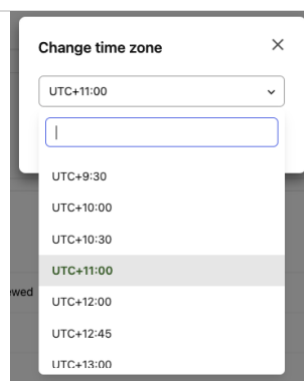 Change time zone
UTC+11:00
UTC+9:30
UTC+10:00
UTC+10:30
UTC+11:00
ewed
UTC+12:00
UTC+12:45
UTC+13:00